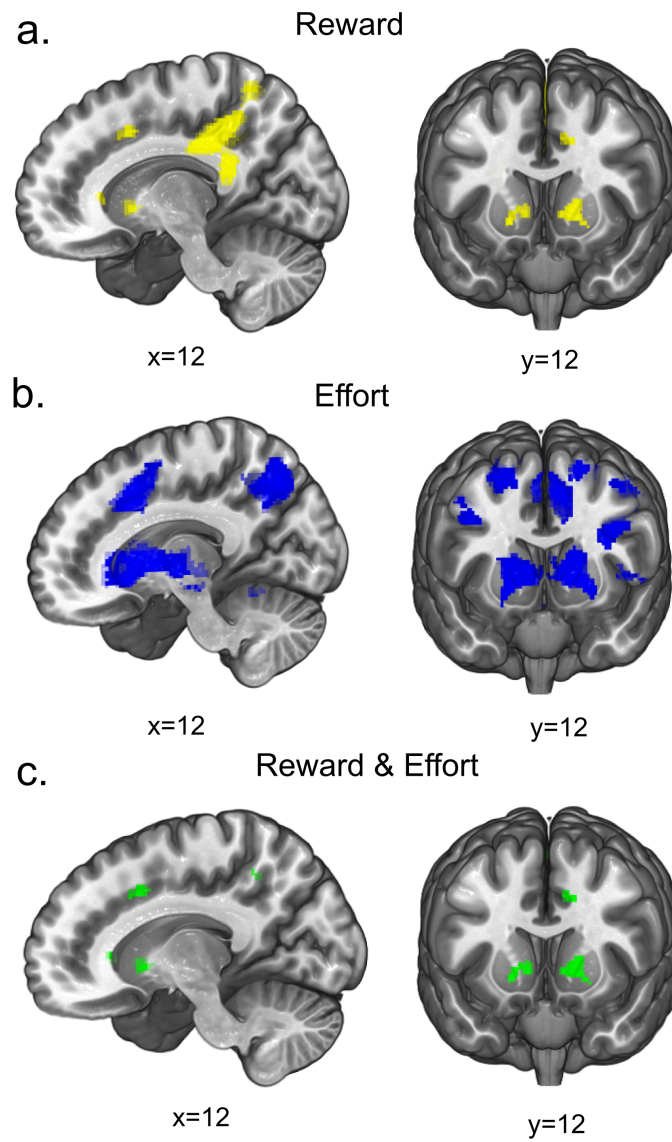 a.
Reward
x=12
y=12
b.
Effort
x=12
y=12
c.
Reward & Effort
x=12
y=12